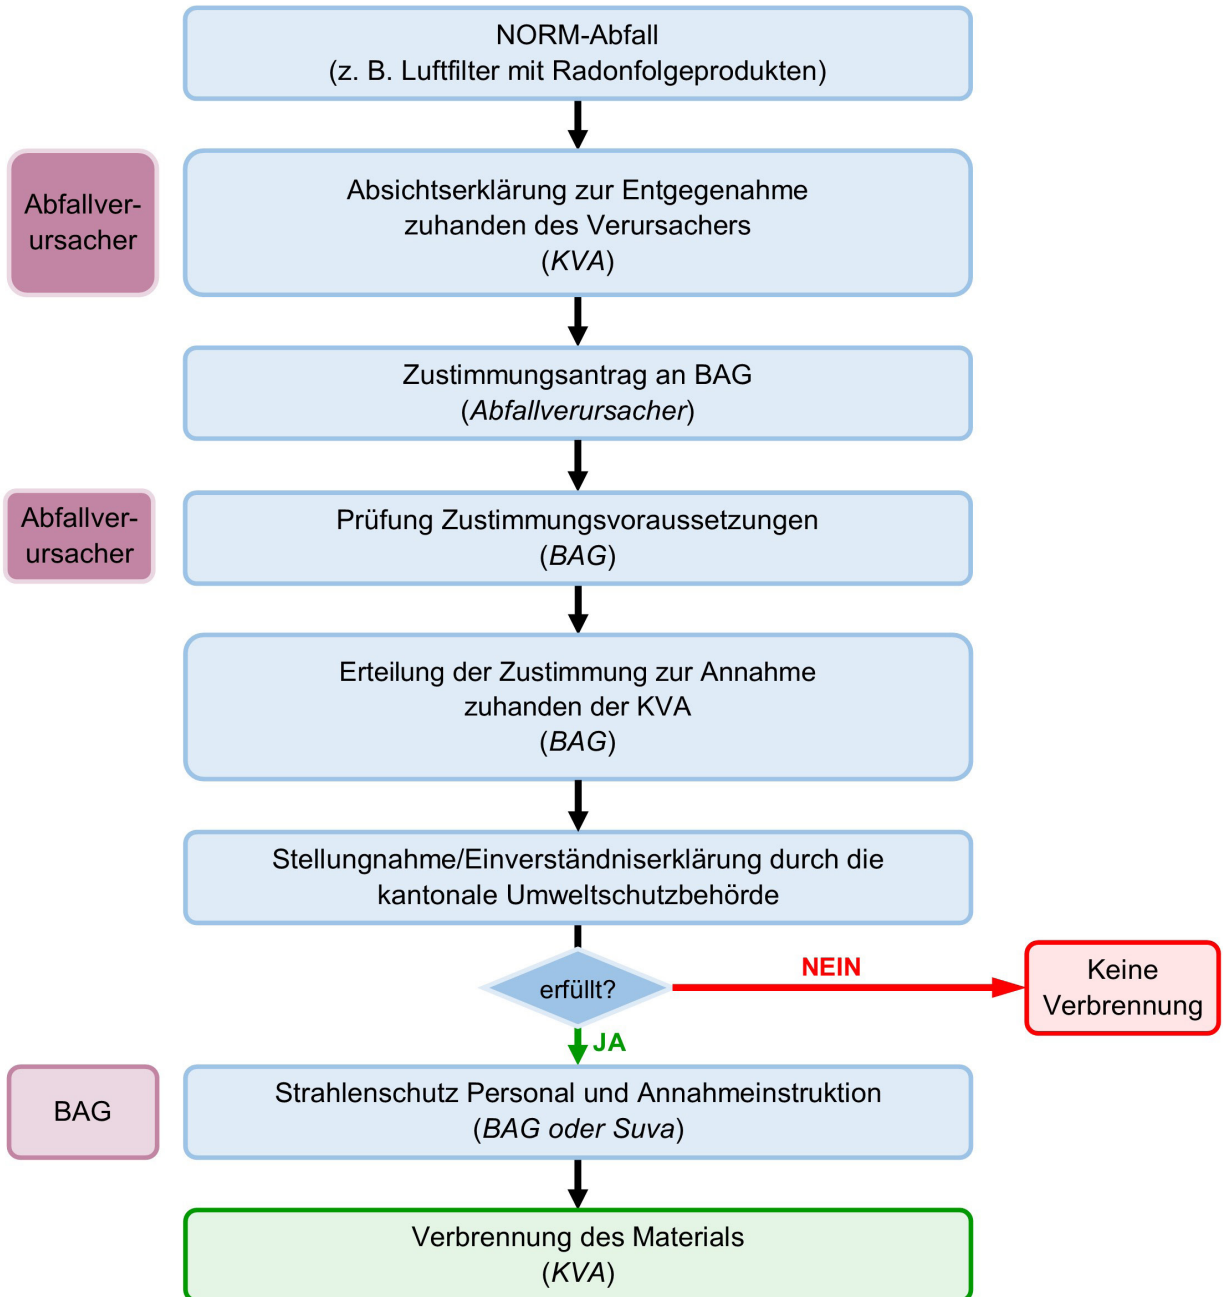 NORM-Abfall
(z. B. Luftfilter mit Radonfolgeprodukten)
Abfallver-
ursacher
Absichtserklärung zur Entgegenahme
zuhanden des Verursachers
(KVA)
Zustimmungsantrag an BAG
(Abfallverursacher)
Abfallver-
ursacher
Prüfung Zustimmungsvoraussetzungen
(BAG)
Erteilung der Zustimmung zur Annahme
zuhanden der KVA
(BAG)
Stellungnahme/Einverständniserklärung durch die
kantonale Umweltschutzbehörde
erfüllt?
NEIN
Keine
Verbrennung
JA
BAG
Strahlenschutz Personal und Annahmeinstruktion
(BAG oder Suva)
Verbrennung des Materials
(KVA)